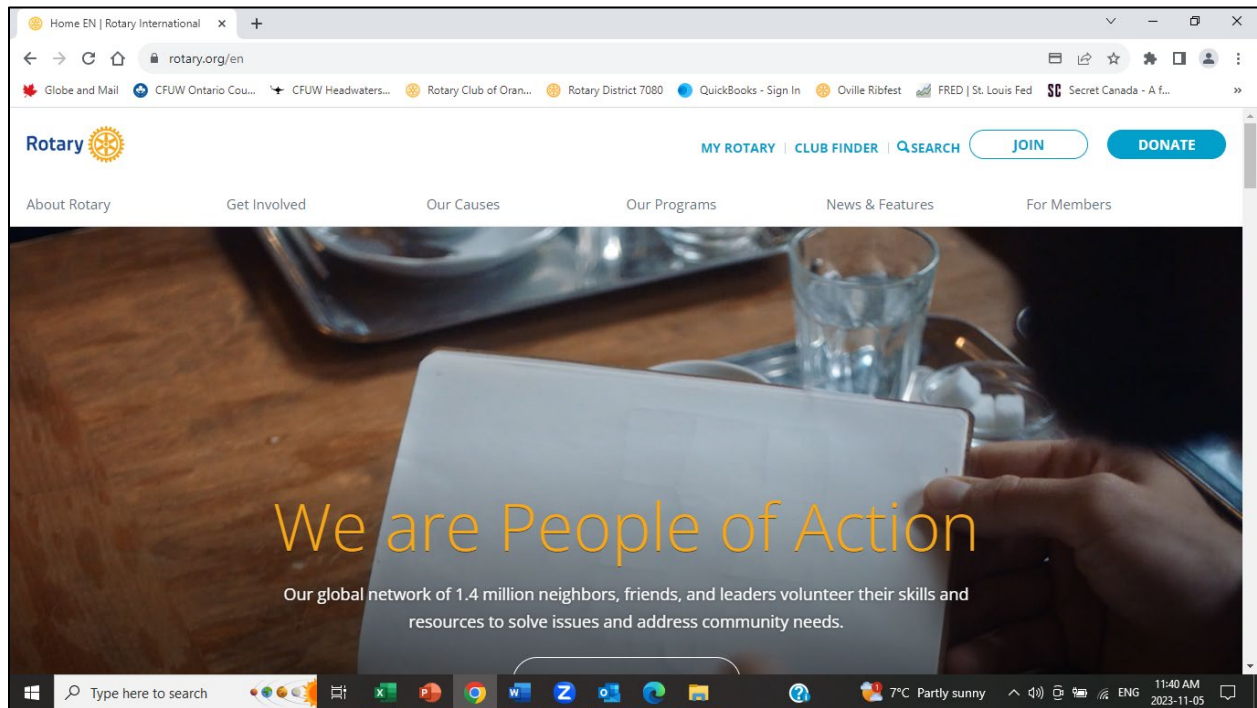 Home EN | Rotary International
rotary.org/en
Globe and Mail CFUW Ontario Cou... CFUW Headwaters... Rotary Club of Oran... Rotary District 7080 QuickBooks - Sign In Oville Ribfest FRED | St. Louis Fed SC Secret Canada - A f...
Rotary
MY ROTARY | CLUB FINDER | SEARCH JOIN DONATE
About Rotary Get Involved Our Causes Our Programs News & Features For Members
We are People of Action
Our global network of 1.4 million neighbors, friends, and leaders volunteer their skills and
resources to solve issues and address community needs.
Type here to search 7°C Partly sunny ENG 11:40 AM
2023-11-05